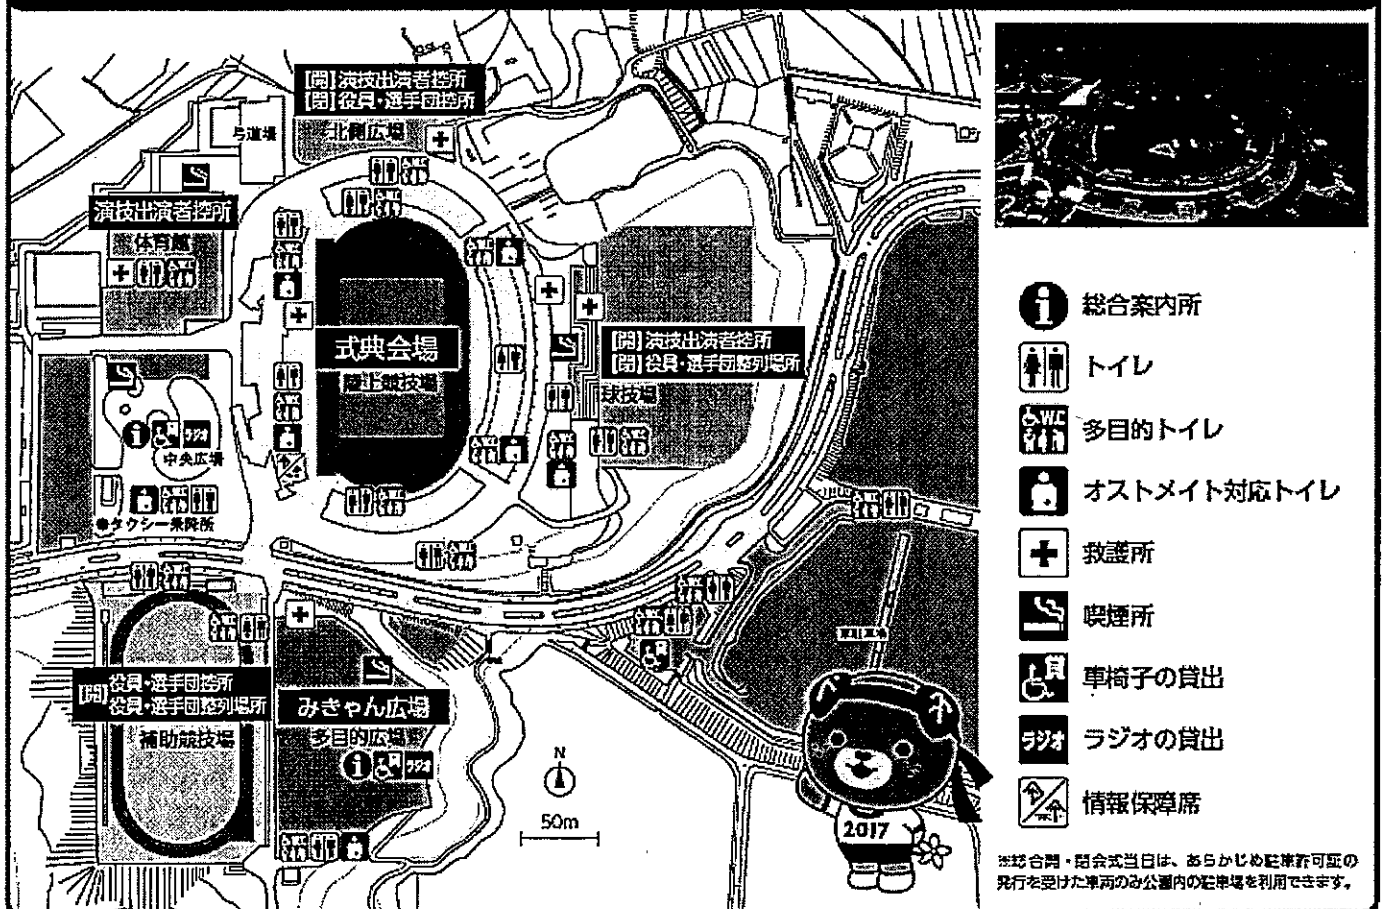 [開]演技出演者控所
[閉]役員・選手団控所
北側広場
弓道場
演技出演者控所
体育館
式典会場
陸上競技場
[開]演技出演者控所
[閉]役員・選手団整列場所
球技場
ラジオ
中央広場
●タクシー乗降所
[開]
役員・選手団控所
役員・選手団整列場所
補助競技場
みきゃん広場
多目的広場
ラジオ
N
50m
2017
総合案内所
トイレ
WC
多目的トイレ
オストメイト対応トイレ
救護所
喫煙所
車椅子の貸出
ラジオ
ラジオの貸出
情報保障席
※総合開・閉会式当日は、あらかじめ駐車許可証の
発行を受けた車両のみ公園内の駐車場を利用できます。